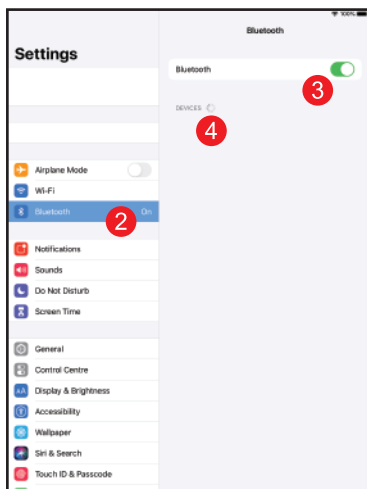 100%
Settings
Airplane Mode
Wi-Fi
Bluetooth On
2
Notifications
Sounds
Do Not Disturb
Screen Time
General
Control Centre
Display & Brightness
Accessibility
Wallpaper
Siri & Search
Touch ID & Passcode
Bluetooth
Bluetooth
3
DEVICES
4